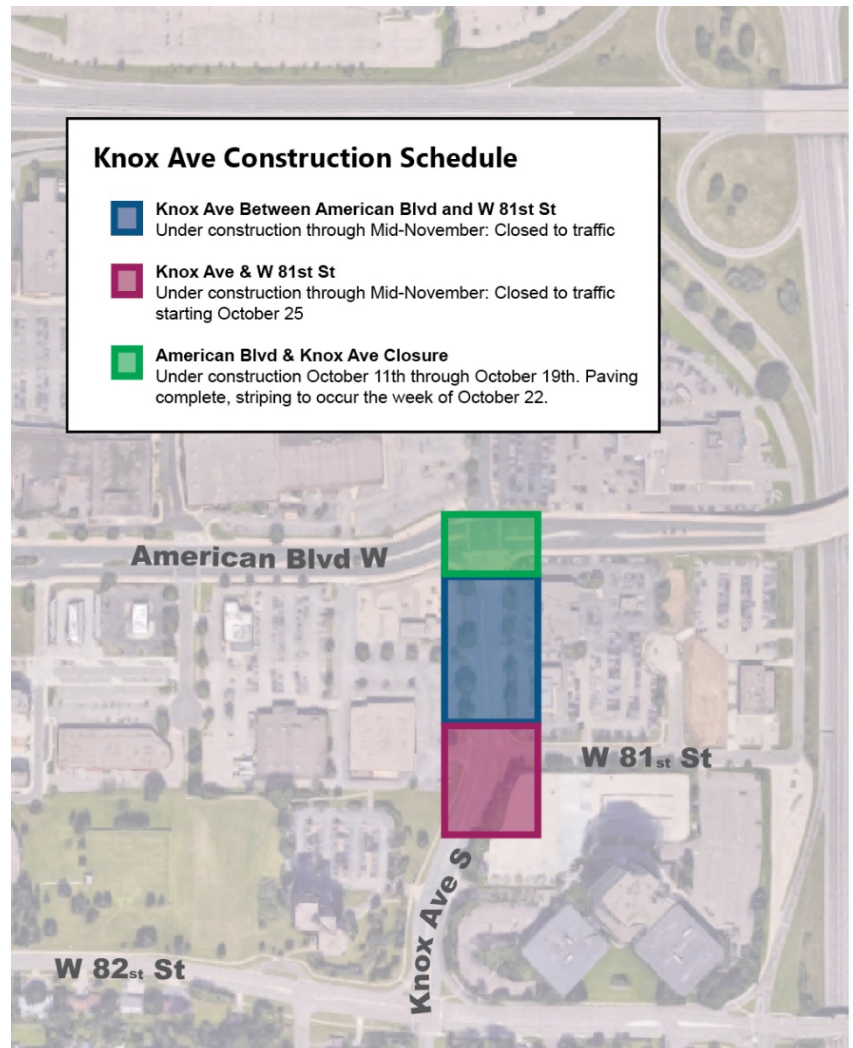 Knox Ave Construction Schedule
Knox Ave Between American Blvd and W 81st St
Under construction through Mid-November: Closed to traffic
Knox Ave & W 81st St
Under construction through Mid-November: Closed to traffic
starting October 25
American Blvd & Knox Ave Closure
Under construction October 11th through October 19th. Paving
complete, striping to occur the week of October 22.
American Blvd W
W 81st St
Knox Ave S
W 82st St